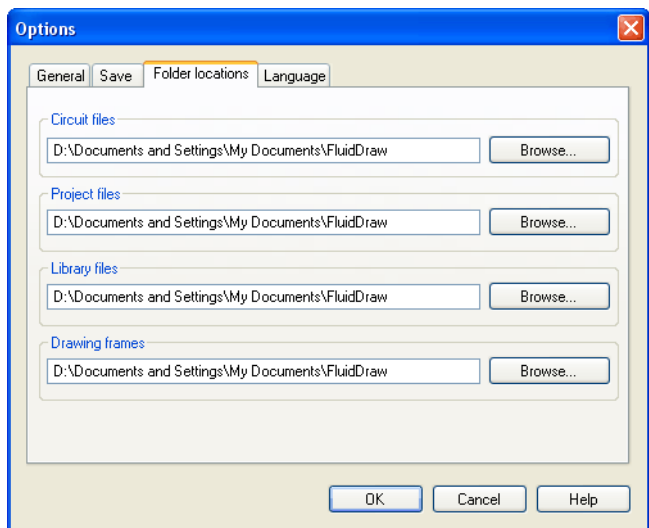 Options
General Save Folder locations Language
Circuit files
D:\Documents and Settings\My Documents\FluidDraw Browse...
Project files
D:\Documents and Settings\My Documents\FluidDraw Browse...
Library files
D:\Documents and Settings\My Documents\FluidDraw Browse...
Drawing frames
D:\Documents and Settings\My Documents\FluidDraw Browse...
OK Cancel Help